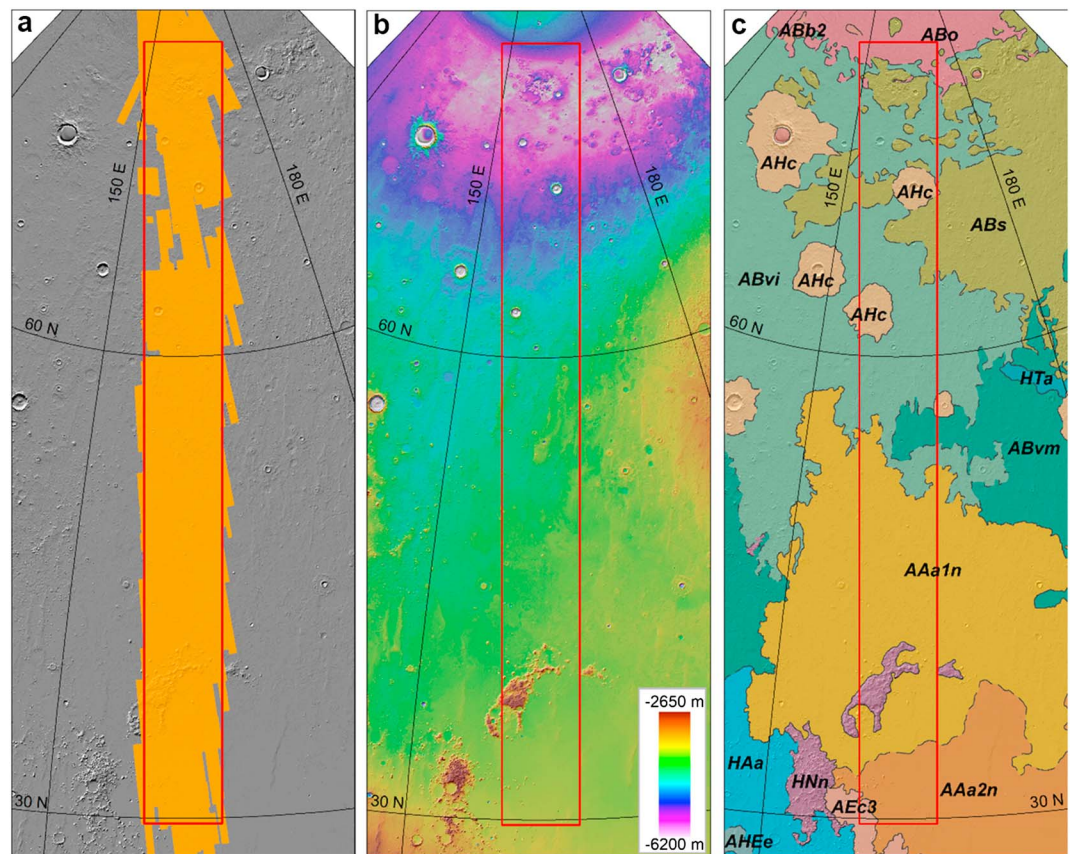 a
150 E
180 E
60 N
30 N
b
150 E
180 E
60 N
30 N
-2650 m
-6200 m
c
ABb2
ABo
AHc
150 E
180 E
AHc
ABs
ABvi
AHc
AHc
60 N
HTa
ABvm
AAa1n
HAa
HNn
AAa2n
AEc3
30 N
AHEe